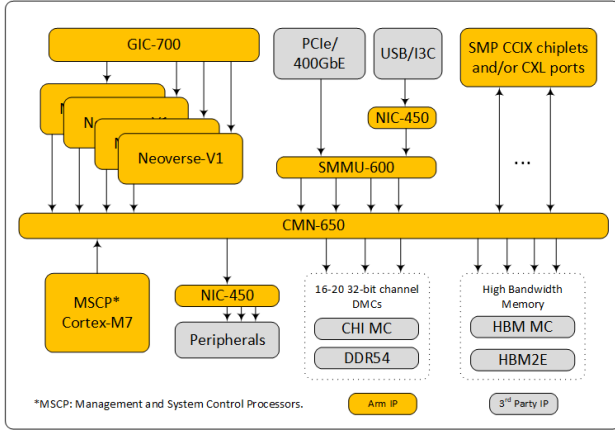 GIC-700
PCIe/
400GbE
USB/I3C
SMP CCIX chiplets
and/or CXL ports
NIC-450
Neoverse-V1
SMMU-600
...
CMN-650
MSCP*
Cortex-M7
NIC-450
Peripherals
16-20 32-bit channel
DMCs
CHI MC
DDR54
High Bandwidth
Memory
HBM MC
HBM2E
*MSCP: Management and System Control Processors.
Arm IP
3rd Party IP